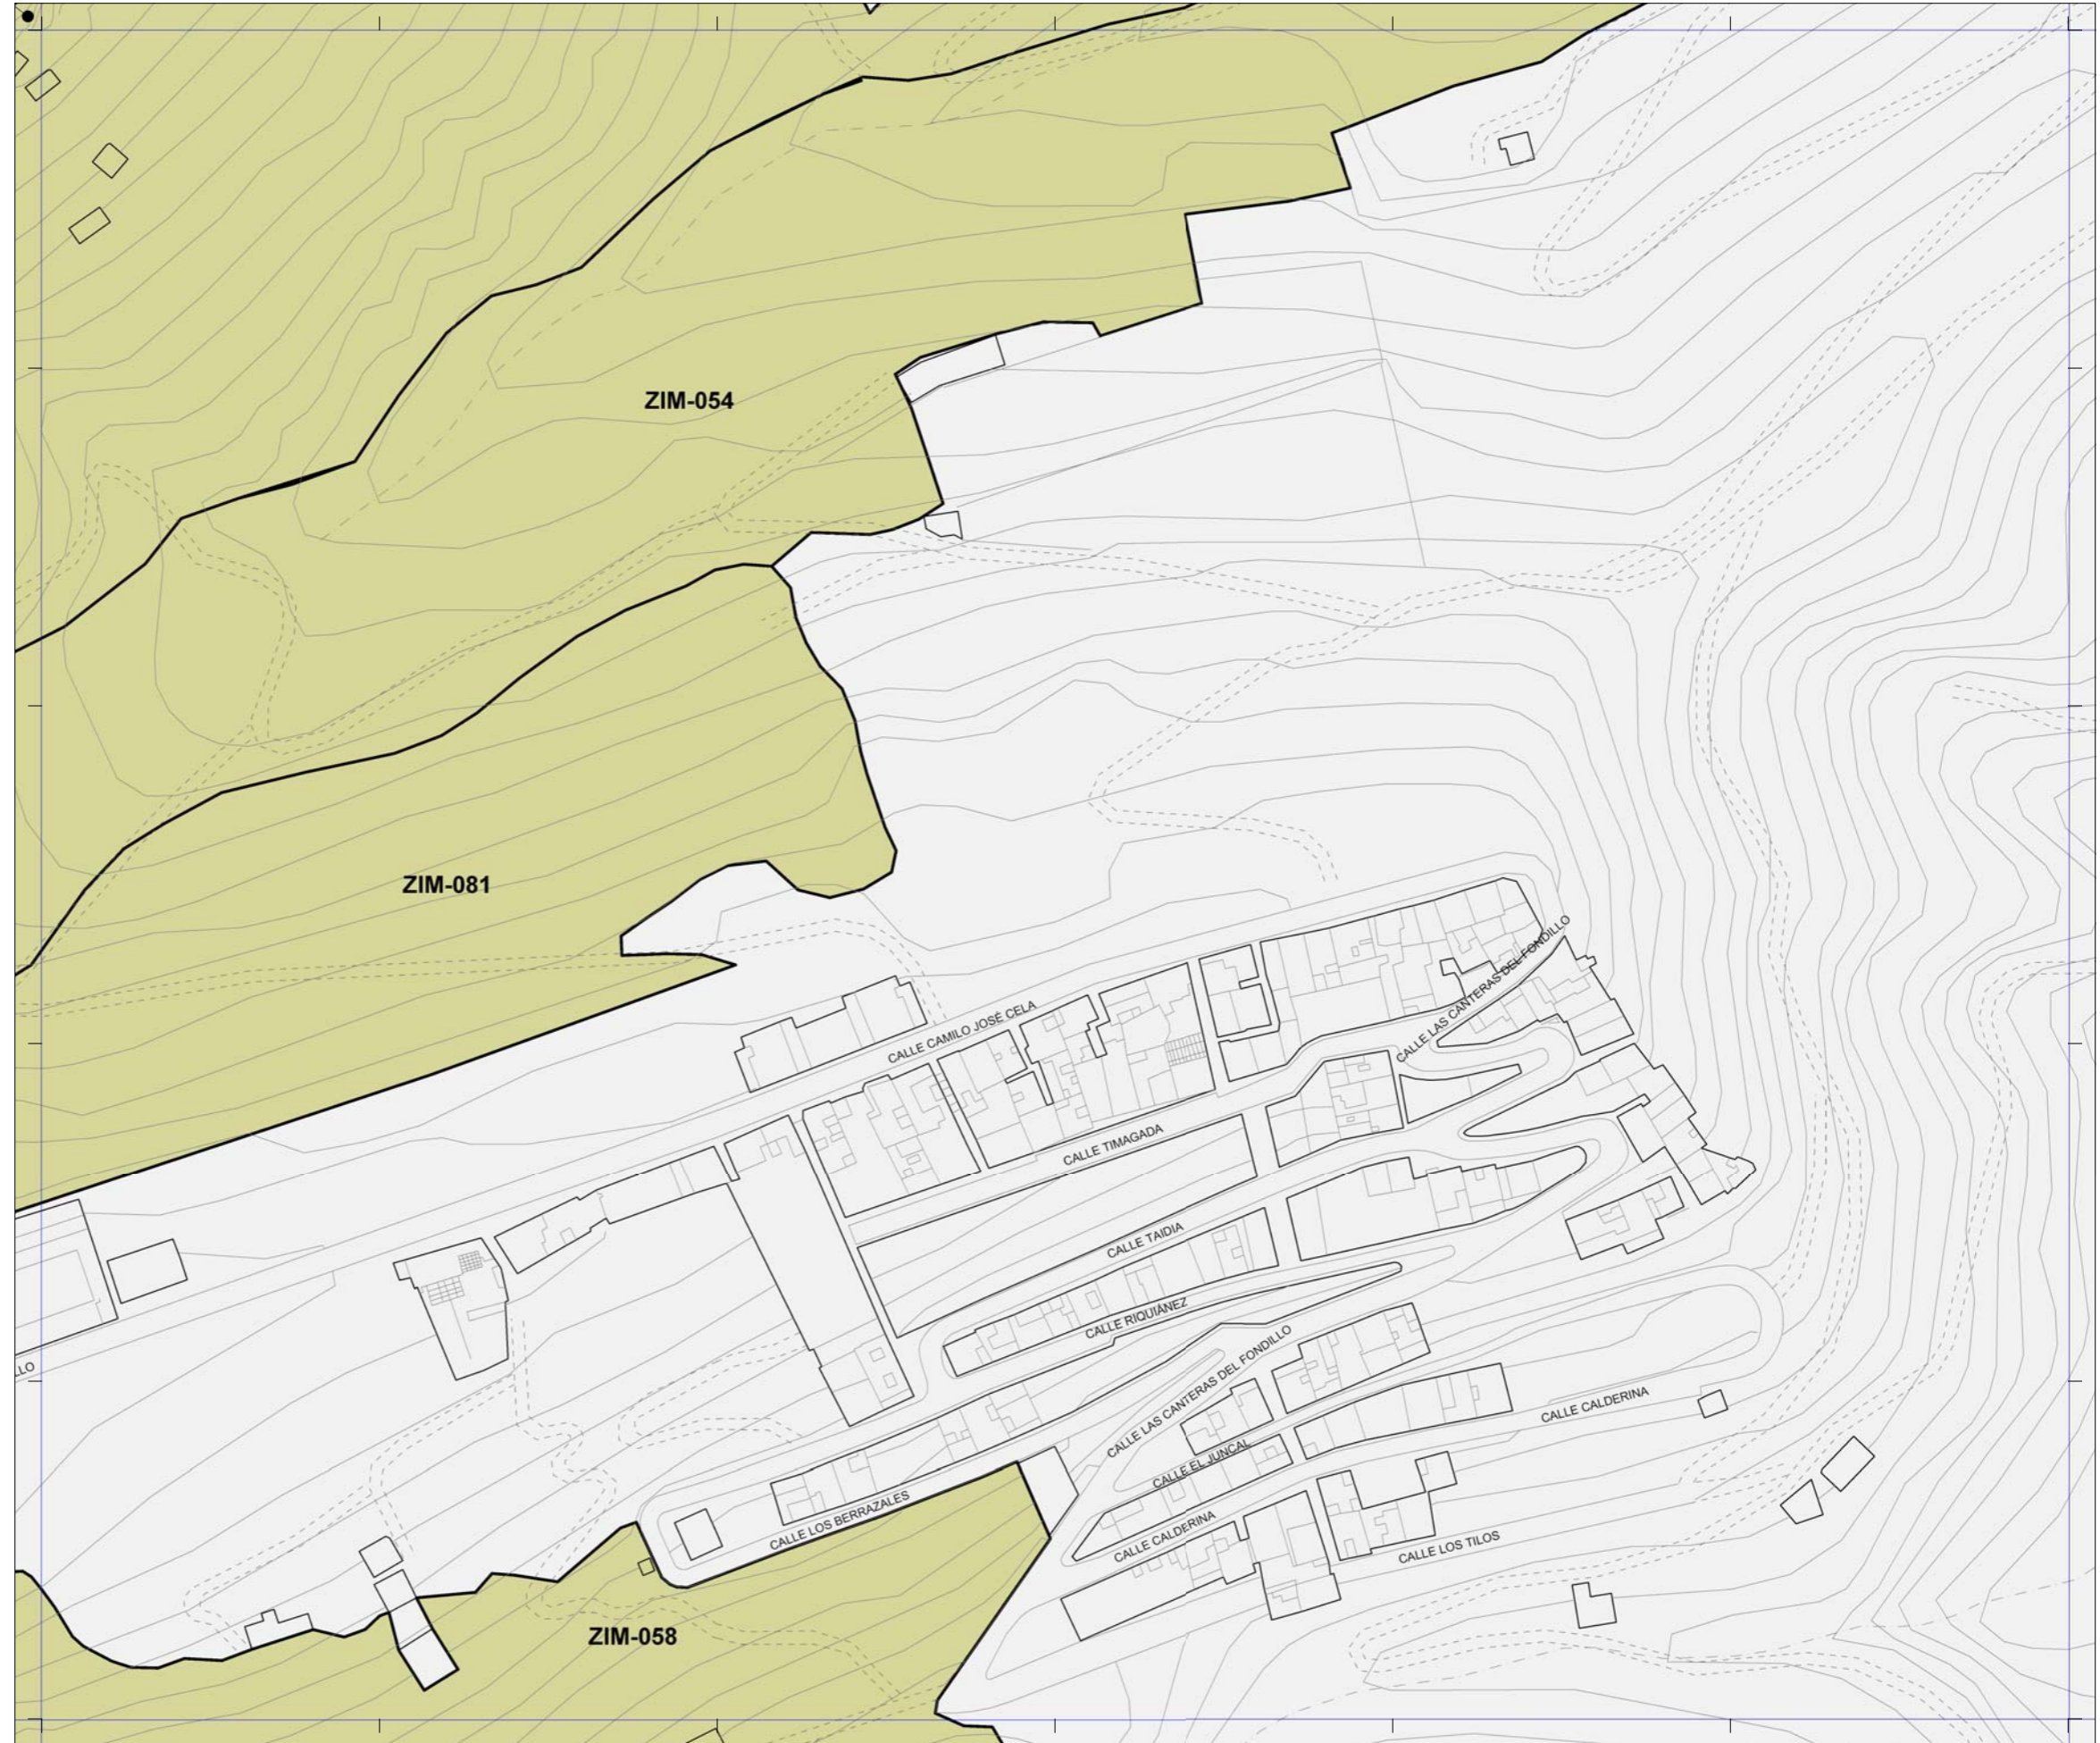 ZIM-054
ZIM-081
CALLE LAS CANTERAS DEL FONDILLO
CALLE CAMILO JOSÉ CELA
CALLE TIMAGADA
CALLE TAIDIA
CALLE RIQUIÁNEZ
LO
CALLE LAS CANTERAS DEL FONDILLO
CALLE CALDERINA
CALLE EL JUNCAL
CALLE LOS BERRAZALES
CALLE CALDERINA
CALLE LOS TILOS
ZIM-058